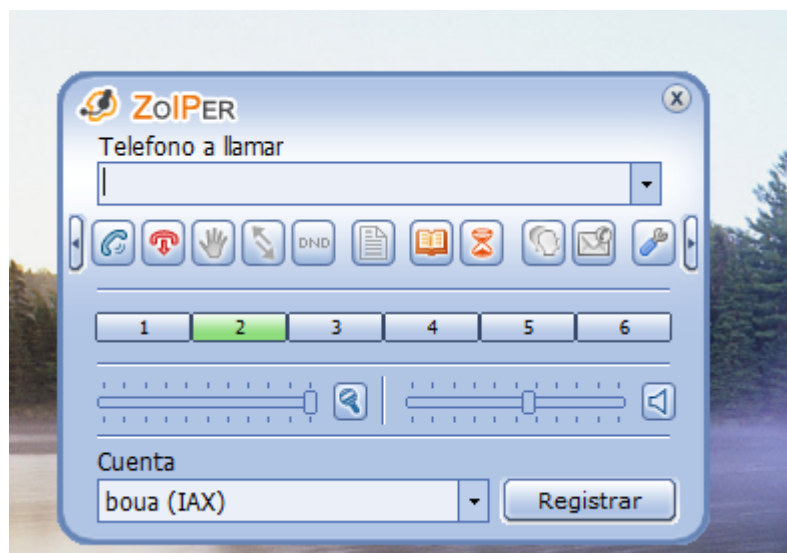 ZoIPER
Telefono a llamar
DND
1 2 3 4 5 6
Cuenta
boua (IAX)
Registrar